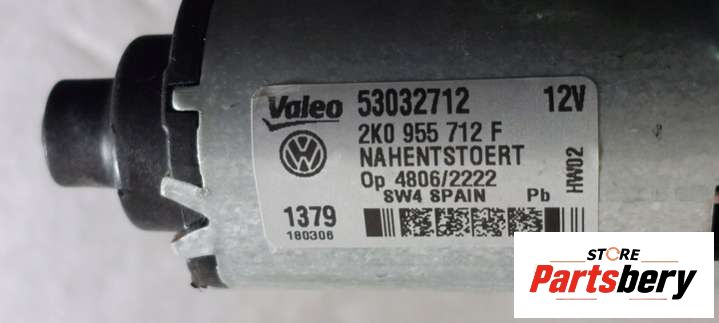 Valeo 53032712 12V
2K0 955 712 F
NAHENTSTOERT
Op 4806/2222
SW4 SPAIN Pb
HW02
1379
180306
STORE
Partsbery